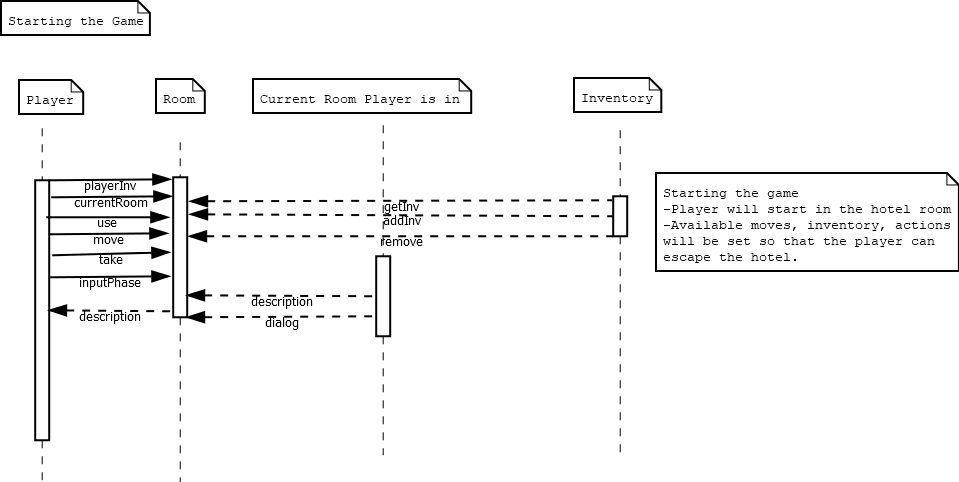 Starting the Game
Player
Room
Current Room Player is in
Inventory
playerInv
currentRoom
use
move
take
inputPhase
description
getInv
addInv
remove
description
dialog
Starting the game
-Player will start in the hotel room
-Available moves, inventory, actions
will be set so that the player can
escape the hotel.